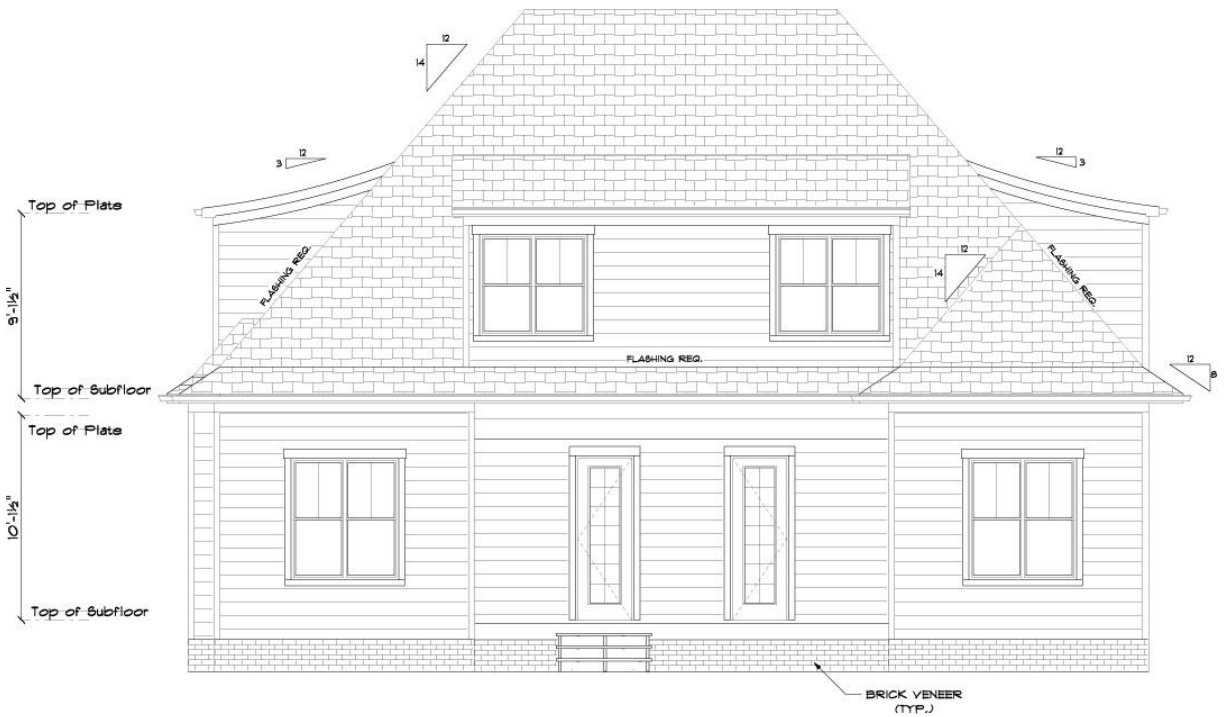 12
14
12
3
12
3
Top of Plate
FLASHING REQ.
12
14
FLASHING REQ.
9'-1½"
FLASHING REQ.
12
8
Top of Subfloor
Top of Plate
10'-1½"
Top of Subfloor
BRICK VENEER
(TYP.)